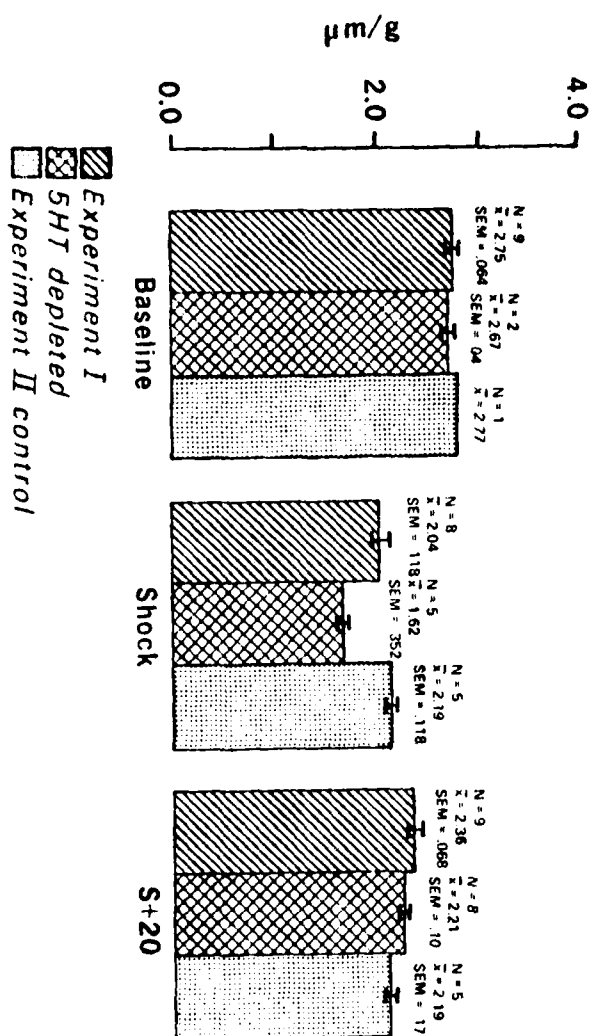 μm/g
4.0
2.0
0.0
N = 9
x̄ = 2.75
SEM = .064
N = 2
x̄ = 2.67
SEM = 04
N = 1
x̄ = 2.77
N = 8
x̄ = 2.04
SEM = .118
N = 5
x̄ = 1.62
SEM = .352
N = 5
x̄ = 2.19
SEM = .118
N = 9
x̄ = 2.36
SEM = .068
N = 8
x̄ = 2.21
SEM = .10
N = 5
x̄ = 2.19
SEM = .17
Baseline
Shock
S+20
Experiment I
5HT depleted
Experiment II control